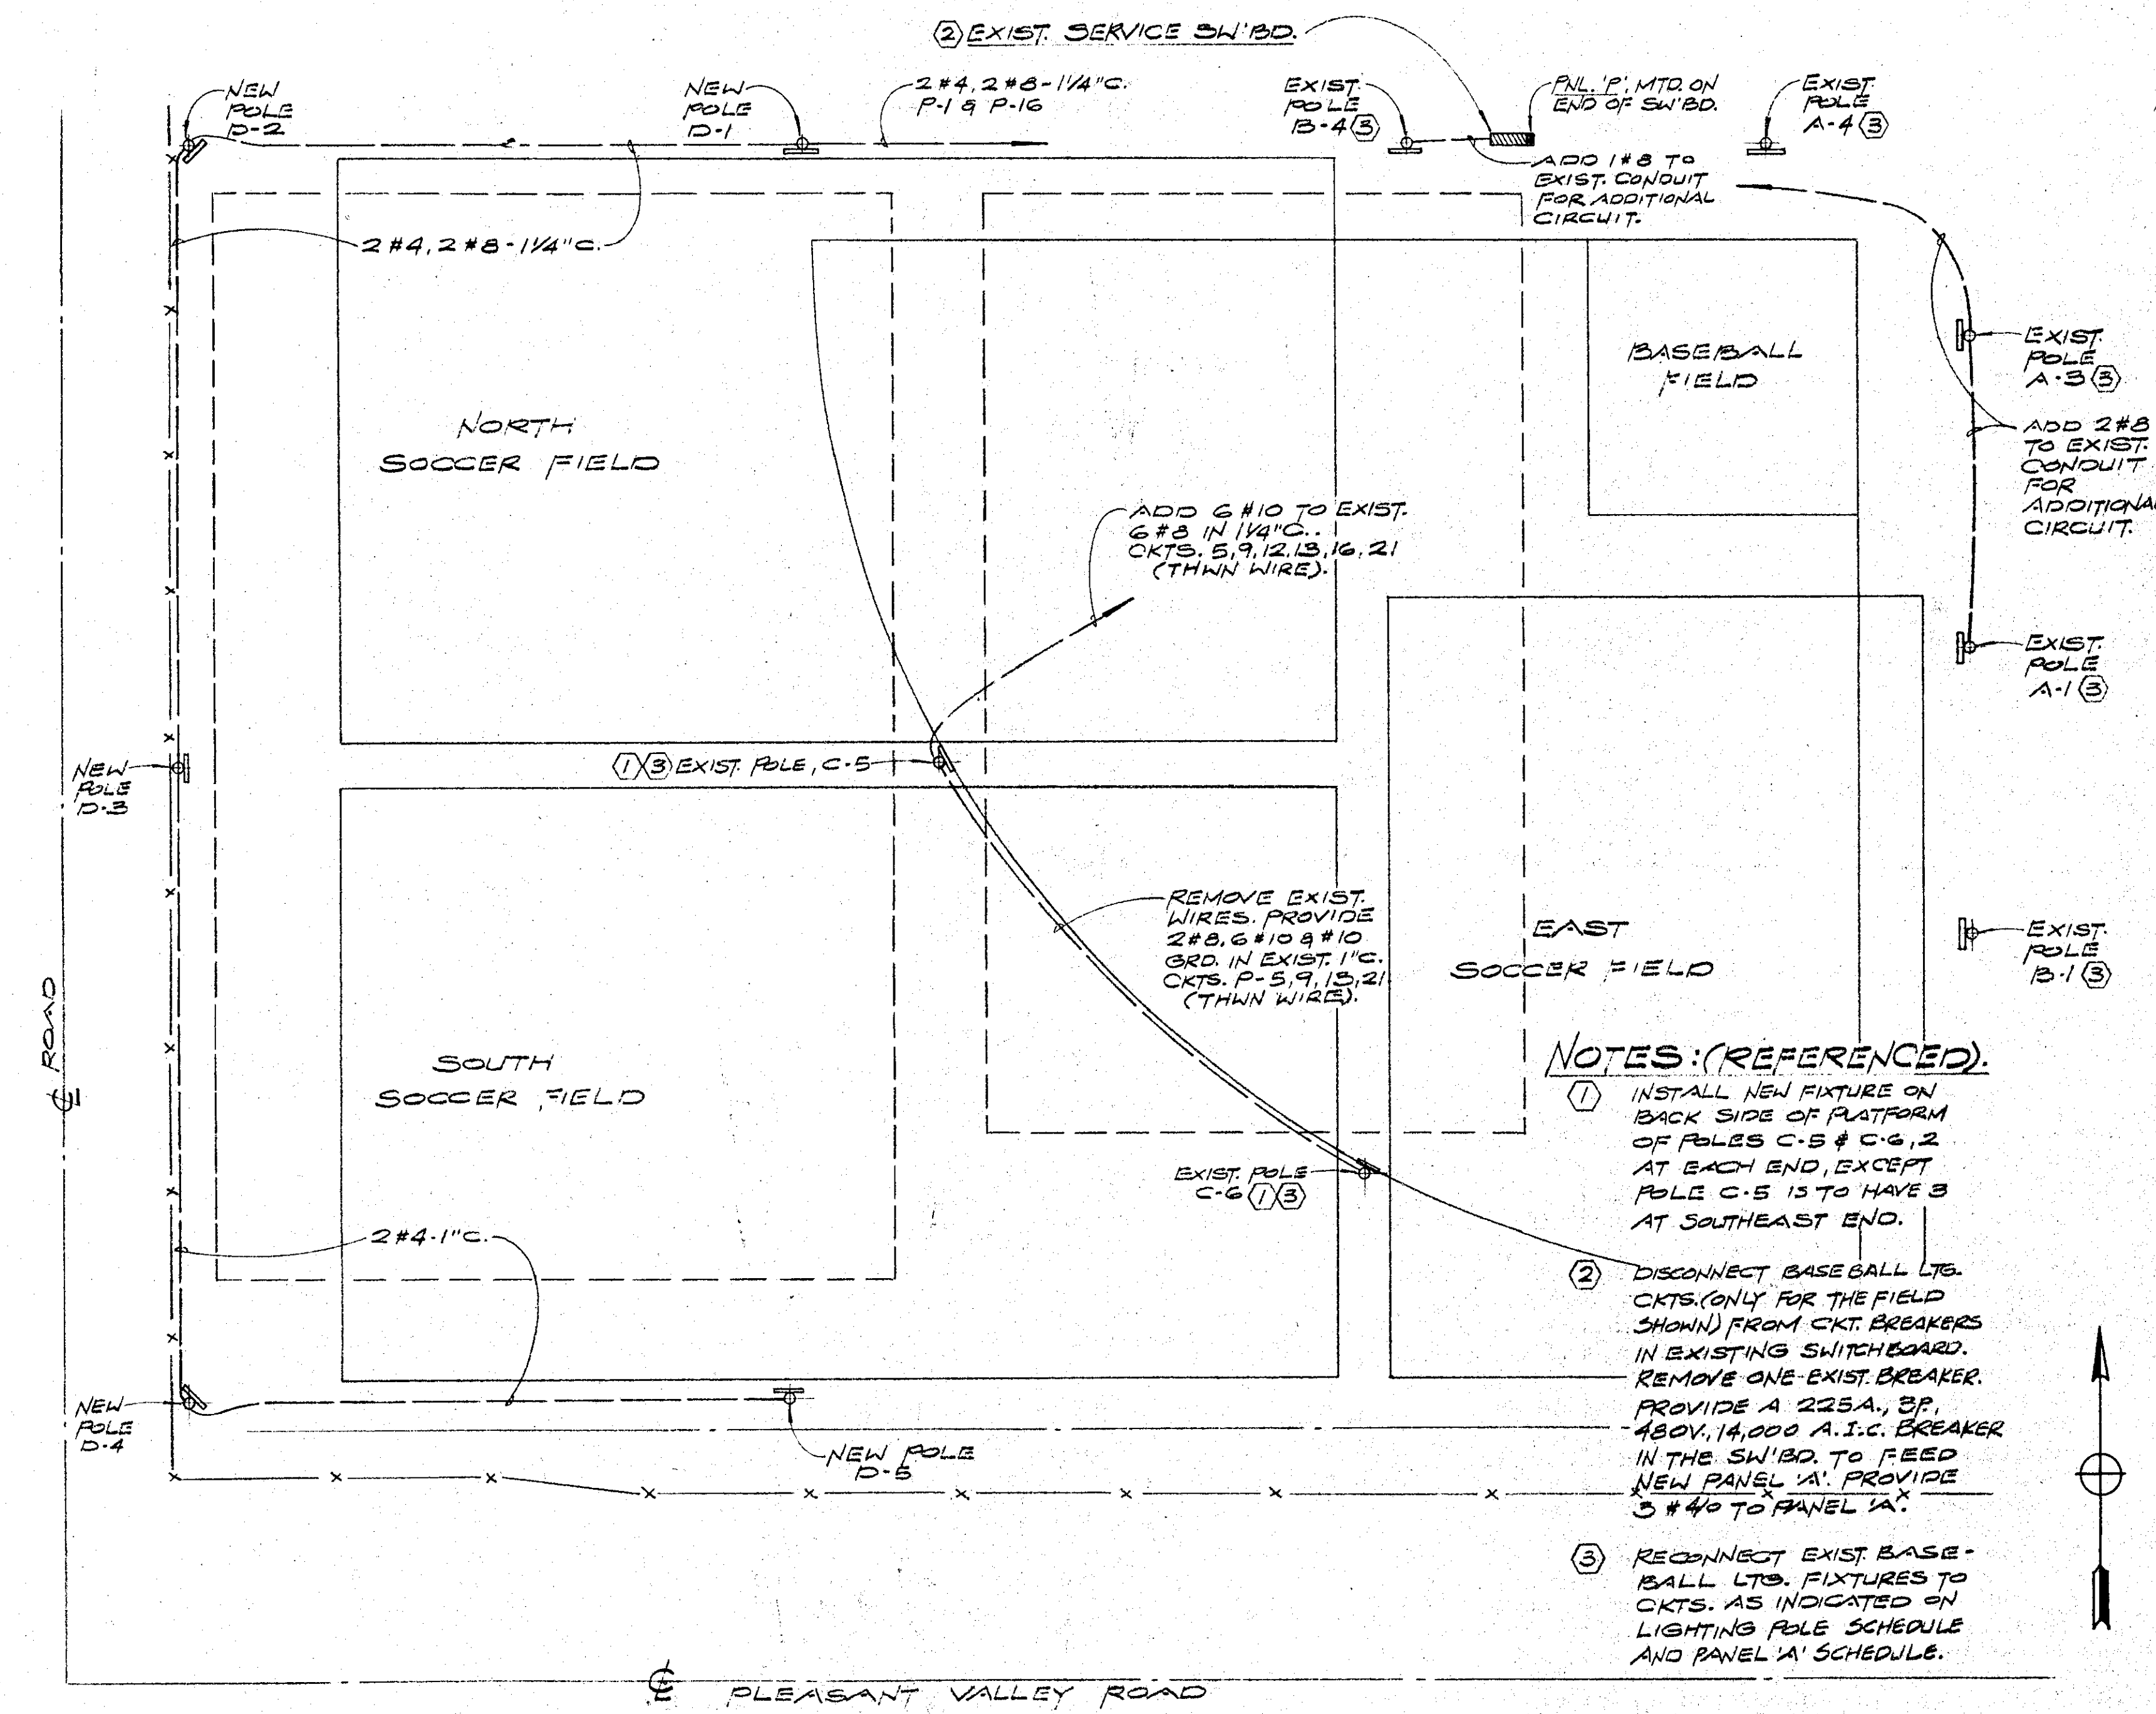 2 EXIST. SERVICE SW'BD.
NEW
POLE
D-2
NEW
POLE
D-1
2#4, 2#8-1¼"C.
P-1 & P-16
EXIST.
POLE
B-4 3
PNL. 'P', MTD. ON
END OF SW'BD.
EXIST.
POLE
A-4 3
ADD 1#8 TO
EXIST. CONDUIT
FOR ADDITIONAL
CIRCUIT.
2#4, 2#8-1¼"C.
BASEBALL
FIELD
EXIST.
POLE
A-3 3
ADD 2#8
TO EXIST.
CONDUIT
FOR
ADDITIONAL
CIRCUIT.
NORTH
SOCCER FIELD
ADD 6#10 TO EXIST.
6#8 IN 1¼"C..
CKTS. 5,9,12,13,16,21
(THWN WIRE).
EXIST.
POLE
A-1 3
NEW
POLE
D-3
1 3 EXIST. POLE, C-5
REMOVE EXIST.
WIRES. PROVIDE
2#8, 6#10 & #10
GRD. IN EXIST. 1"C.
CKTS. P-5,9,13,21
(THWN WIRE).
EAST
SOCCER FIELD
EXIST.
POLE
B-1 3
℄ ROAD
SOUTH
SOCCER FIELD
EXIST. POLE
C-6 1 3
2#4-1"C.
NEW
POLE
D-4
NEW POLE
D-5
NOTES: (REFERENCED).
1 INSTALL NEW FIXTURE ON
BACK SIDE OF PLATFORM
OF POLES C-5 & C-6, 2
AT EACH END, EXCEPT
POLE C-5 IS TO HAVE 3
AT SOUTHEAST END.
2 DISCONNECT BASEBALL LTG.
CKTS. (ONLY FOR THE FIELD
SHOWN) FROM CKT. BREAKERS
IN EXISTING SWITCHBOARD.
REMOVE ONE EXIST. BREAKER.
PROVIDE A 225A., 3P.,
480V., 14,000 A.I.C. BREAKER
IN THE SW'BD. TO FEED
NEW PANEL 'A'. PROVIDE
3 #4/0 TO PANEL 'A'.
3 RECONNECT EXIST. BASE-
BALL LTG. FIXTURES TO
CKTS. AS INDICATED ON
LIGHTING POLE SCHEDULE
AND PANEL 'A' SCHEDULE.
℄ PLEASANT VALLEY ROAD